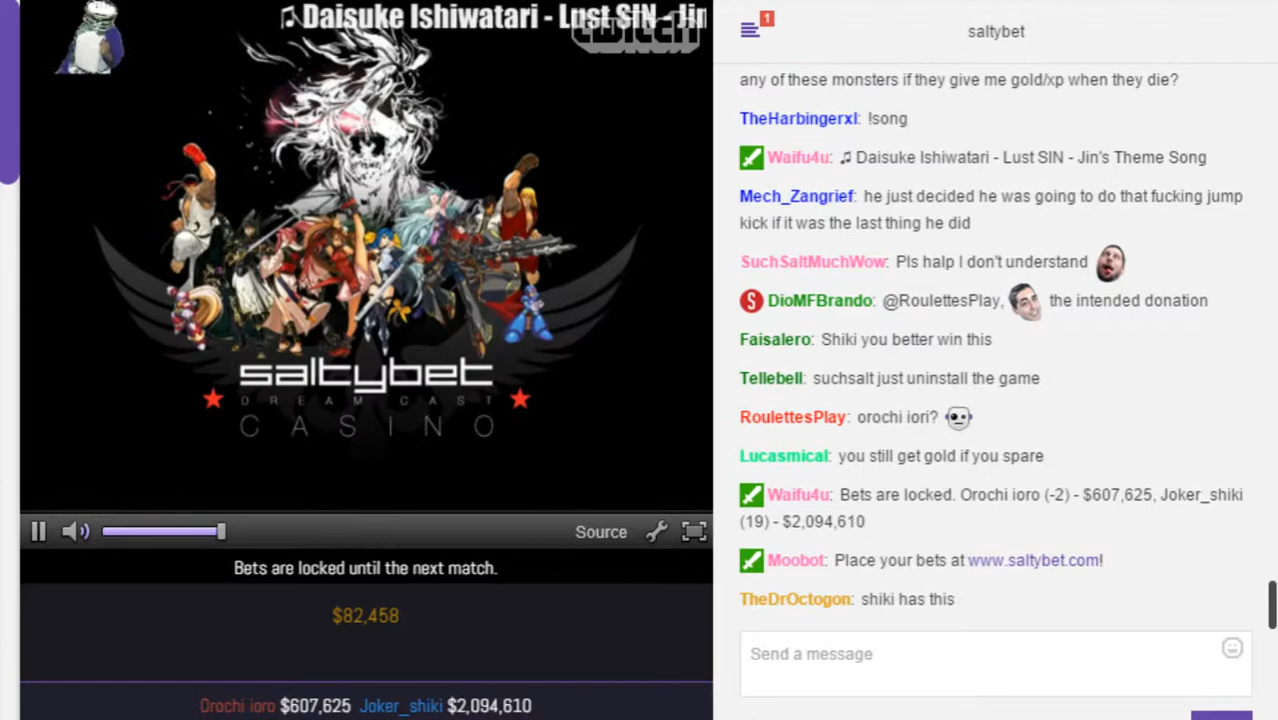 ♫Daisuke Ishiwatari - Lust SIN - Jin
twitch
saltybet
DREAM CAST
CASINO
Source
Bets are locked until the next match.
$82,458
Orochi ioro $607,625 Joker_shiki $2,094,610
1
saltybet
any of these monsters if they give me gold/xp when they die?
TheHarbingerxl: !song
Waifu4u: ♫ Daisuke Ishiwatari - Lust SIN - Jin's Theme Song
Mech_Zangrief: he just decided he was going to do that fucking jump
kick if it was the last thing he did
SuchSaltMuchWow: Pls halp I don't understand
S DioMFBrando: @RoulettesPlay, the intended donation
Faisalero: Shiki you better win this
Tellebell: suchsalt just uninstall the game
RoulettesPlay: orochi iori?
Lucasmical: you still get gold if you spare
Waifu4u: Bets are locked. Orochi ioro (-2) - $607,625, Joker_shiki
(19) - $2,094,610
Moobot: Place your bets at www.saltybet.com!
TheDrOctogon: shiki has this
Send a message